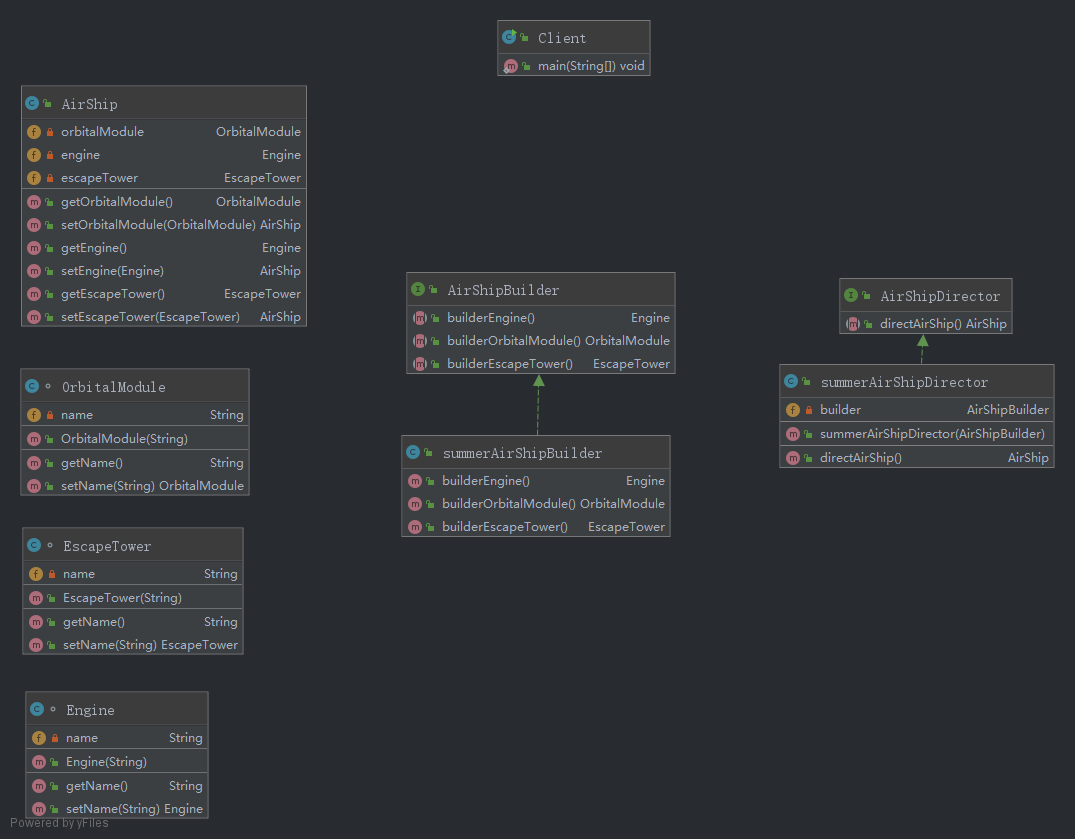 Client
main(String[]) void
AirShip
orbitalModule OrbitalModule
engine Engine
escapeTower EscapeTower
getOrbitalModule() OrbitalModule
setOrbitalModule(OrbitalModule) AirShip
getEngine() Engine
setEngine(Engine) AirShip
getEscapeTower() EscapeTower
setEscapeTower(EscapeTower) AirShip
OrbitalModule
name String
OrbitalModule(String)
getName() String
setName(String) OrbitalModule
EscapeTower
name String
EscapeTower(String)
getName() String
setName(String) EscapeTower
Engine
name String
Engine(String)
getName() String
setName(String) Engine
AirShipBuilder
builderEngine() Engine
builderOrbitalModule() OrbitalModule
builderEscapeTower() EscapeTower
summerAirShipBuilder
builderEngine() Engine
builderOrbitalModule() OrbitalModule
builderEscapeTower() EscapeTower
AirShipDirector
directAirShip() AirShip
summerAirShipDirector
builder AirShipBuilder
summerAirShipDirector(AirShipBuilder)
directAirShip() AirShip
Powered by yFiles